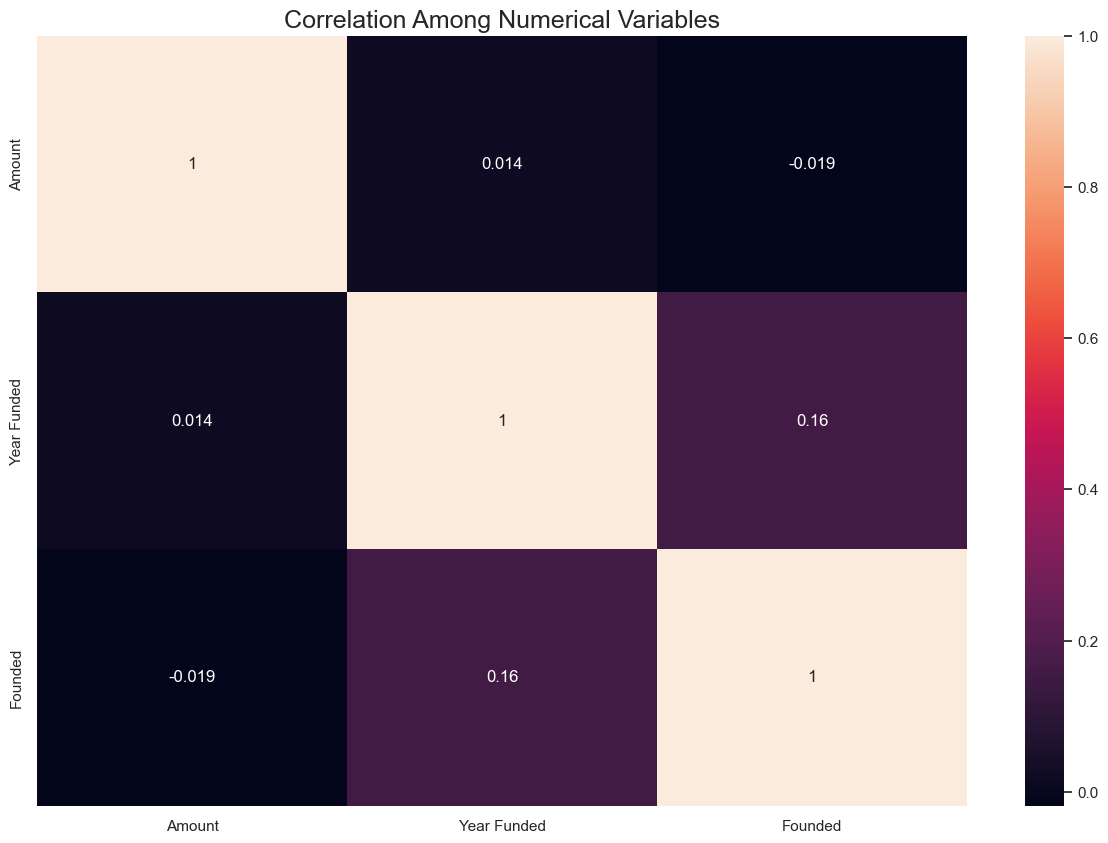 Correlation Among Numerical Variables
Amount
1
0.014
-0.019
Year Funded
0.014
1
0.16
Founded
-0.019
0.16
1
Amount
Year Funded
Founded
1.0
0.8
0.6
0.4
0.2
0.0